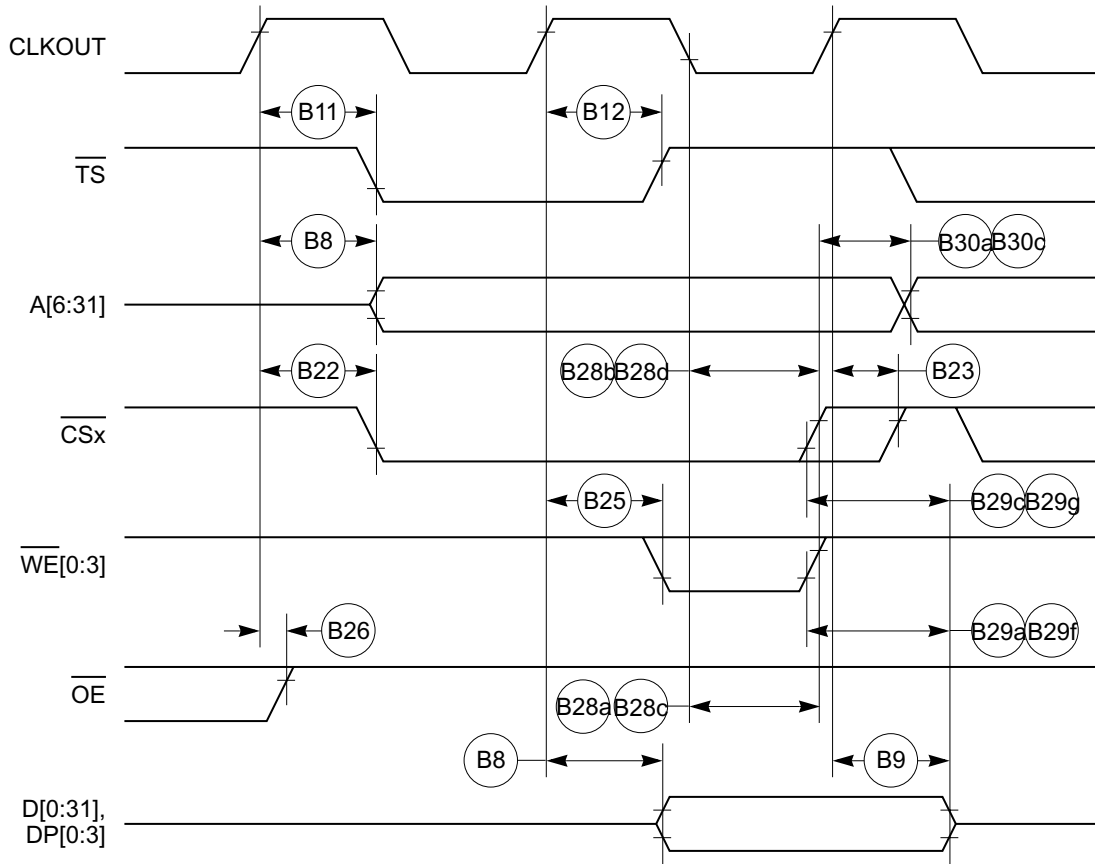 CLKOUT
B11
B12
TS
B8
B30a B30c
A[6:31]
B22
B28b B28d
B23
CSx
B25
B29c B29g
WE[0:3]
B26
B29a B29f
OE
B28a B28c
B8
B9
D[0:31],
DP[0:3]